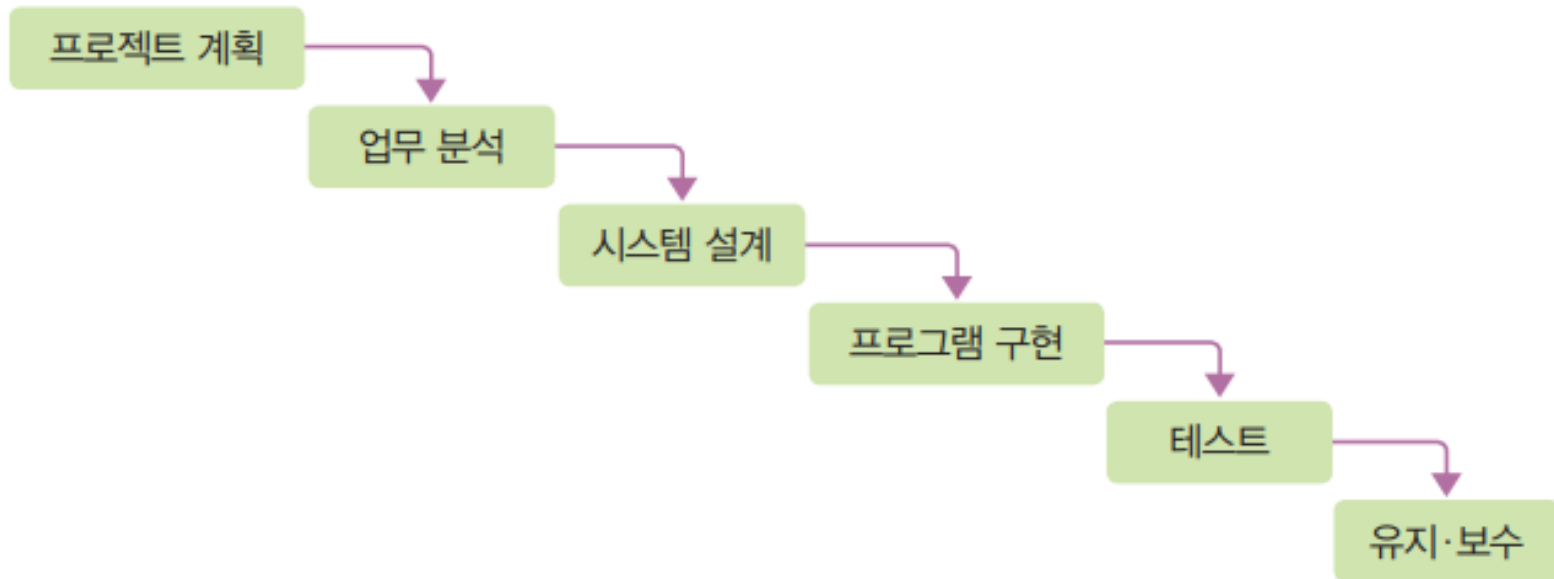 프로젝트 계획
업무 분석
시스템 설계
프로그램 구현
테스트
유지·보수